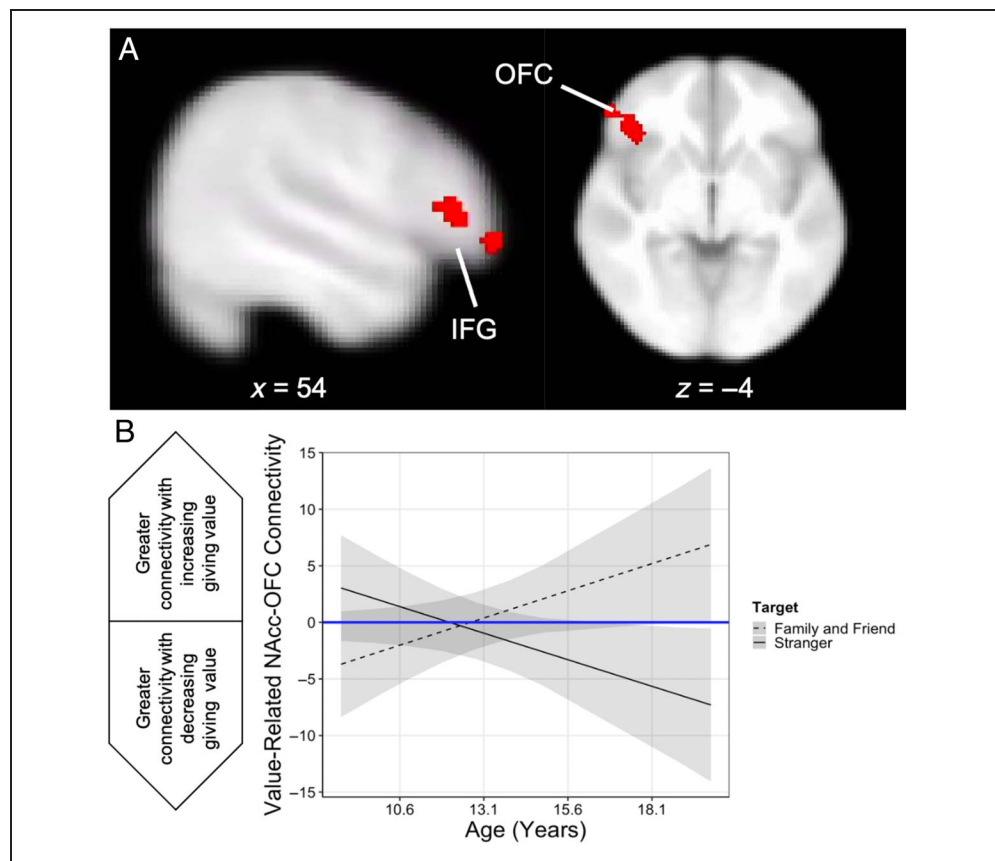 A
OFC
IFG
x = 54
z = –4
B
Greater
connectivity with
increasing
giving value
Greater
connectivity with
decreasing
giving value
Value-Related NAcc-OFC Connectivity
15
10
5
0
−5
−10
−15
10.6
13.1
15.6
18.1
Age (Years)
Target
Family and Friend
Stranger